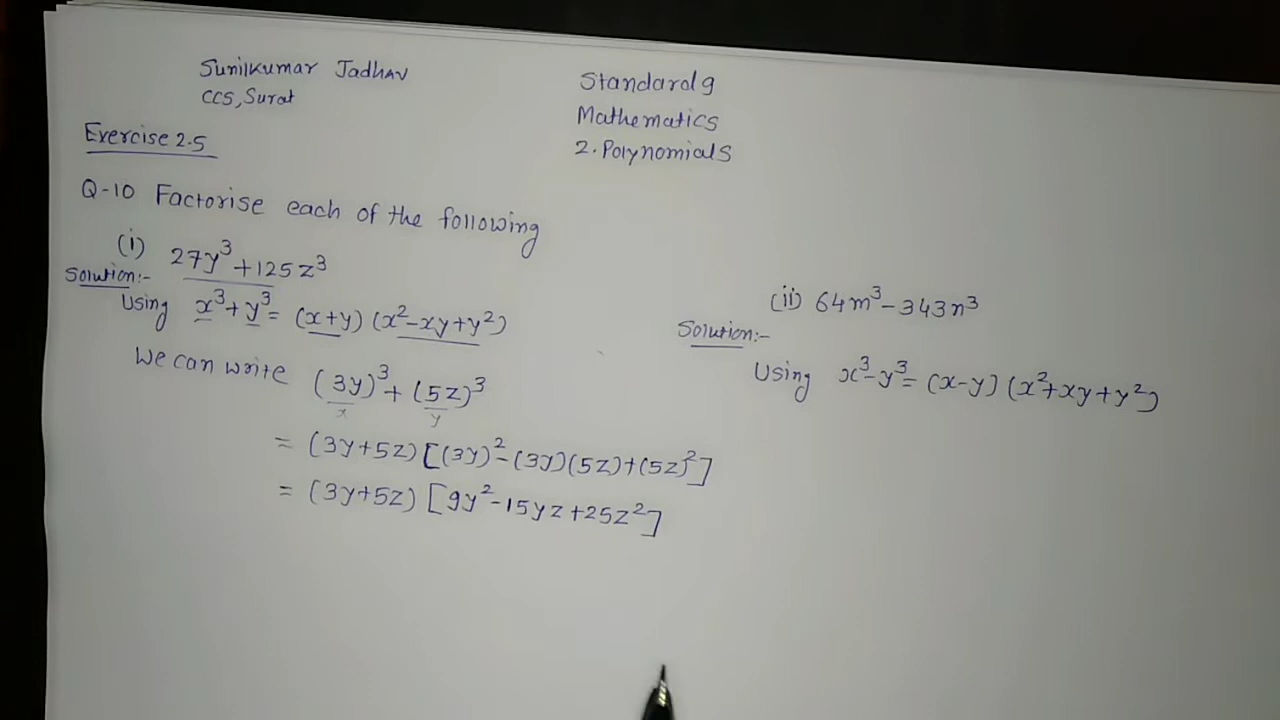 Sunilkumar Jadhav
CCS, Surat
Standard 9
Mathematics
2. Polynomials
Exercise 2.5
Q-10 Factorise each of the following
(i) 27y³ + 125z³
Solution:-
Using x³ + y³ = (x+y) (x² - xy + y²)
We can write (3y)³ + (5z)³
x y
= (3y+5z) [(3y)² - (3y)(5z) + (5z)²]
= (3y+5z) [9y² - 15yz + 25z²]
(ii) 64m³ - 343n³
Solution:-
Using x³ - y³ = (x-y) (x² + xy + y²)